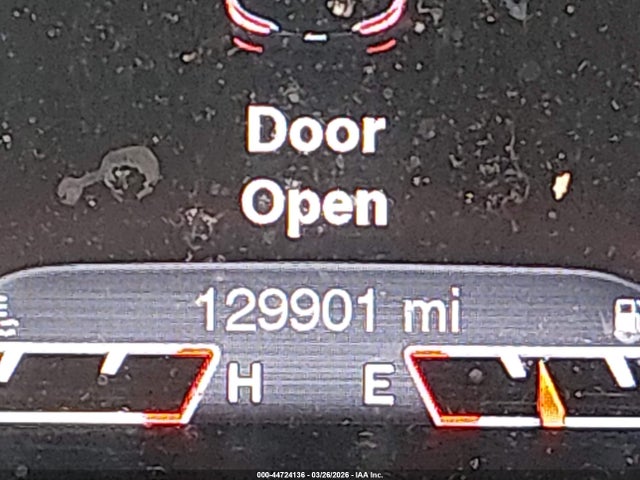 Door
Open
129901 mi
H E
000-44724136 - 03/26/2026 - IAA Inc.